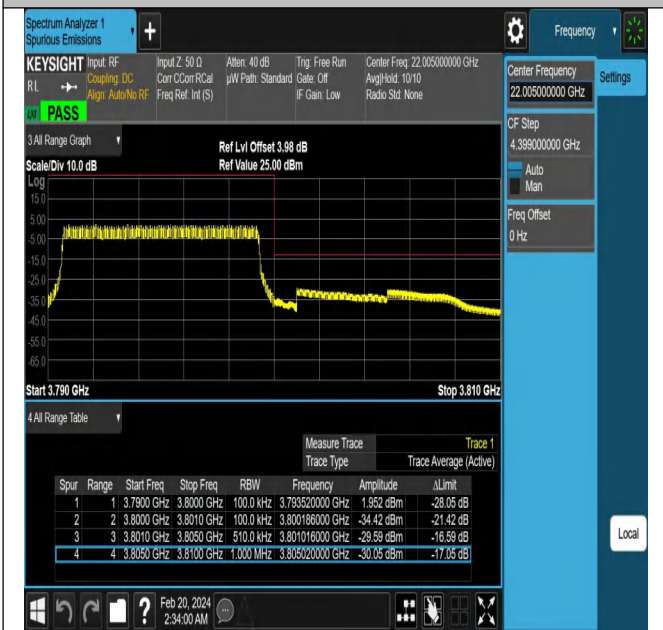 Spectrum Analyzer 1
Spurious Emissions
+
Frequency
KEYSIGHT Input: RF Input Z: 50 Ω Atten: 40 dB Trig: Free Run Center Freq: 22.005000000 GHz
RL Coupling: DC Corr CCorr RCal µW Path: Standard Gate: Off Avg|Hold: 10/10
Align: Auto/No RF Freq Ref: Int (S) IF Gain: Low Radio Std: None
LXI PASS
Center Frequency
22.005000000 GHz
Settings
CF Step
4.399000000 GHz
Auto
Man
Freq Offset
0 Hz
3 All Range Graph
Ref Lvl Offset 3.98 dB
Scale/Div 10.0 dB Ref Value 25.00 dBm
Log
15.0
5.00
-5.00
-15.0
-25.0
-35.0
-45.0
-55.0
-65.0
Start 3.790 GHz Stop 3.810 GHz
4 All Range Table
Measure Trace Trace 1
Trace Type Trace Average (Active)
Spur Range Start Freq Stop Freq RBW Frequency Amplitude ΔLimit
1 1 3.7900 GHz 3.8000 GHz 100.0 kHz 3.793520000 GHz 1.952 dBm -28.05 dB
2 2 3.8000 GHz 3.8010 GHz 100.0 kHz 3.800186000 GHz -34.42 dBm -21.42 dB
3 3 3.8010 GHz 3.8050 GHz 510.0 kHz 3.801016000 GHz -29.59 dBm -16.59 dB
4 4 3.8050 GHz 3.8100 GHz 1.000 MHz 3.805020000 GHz -30.05 dBm -17.05 dB
Local
? Feb 20, 2024
2:34:00 AM